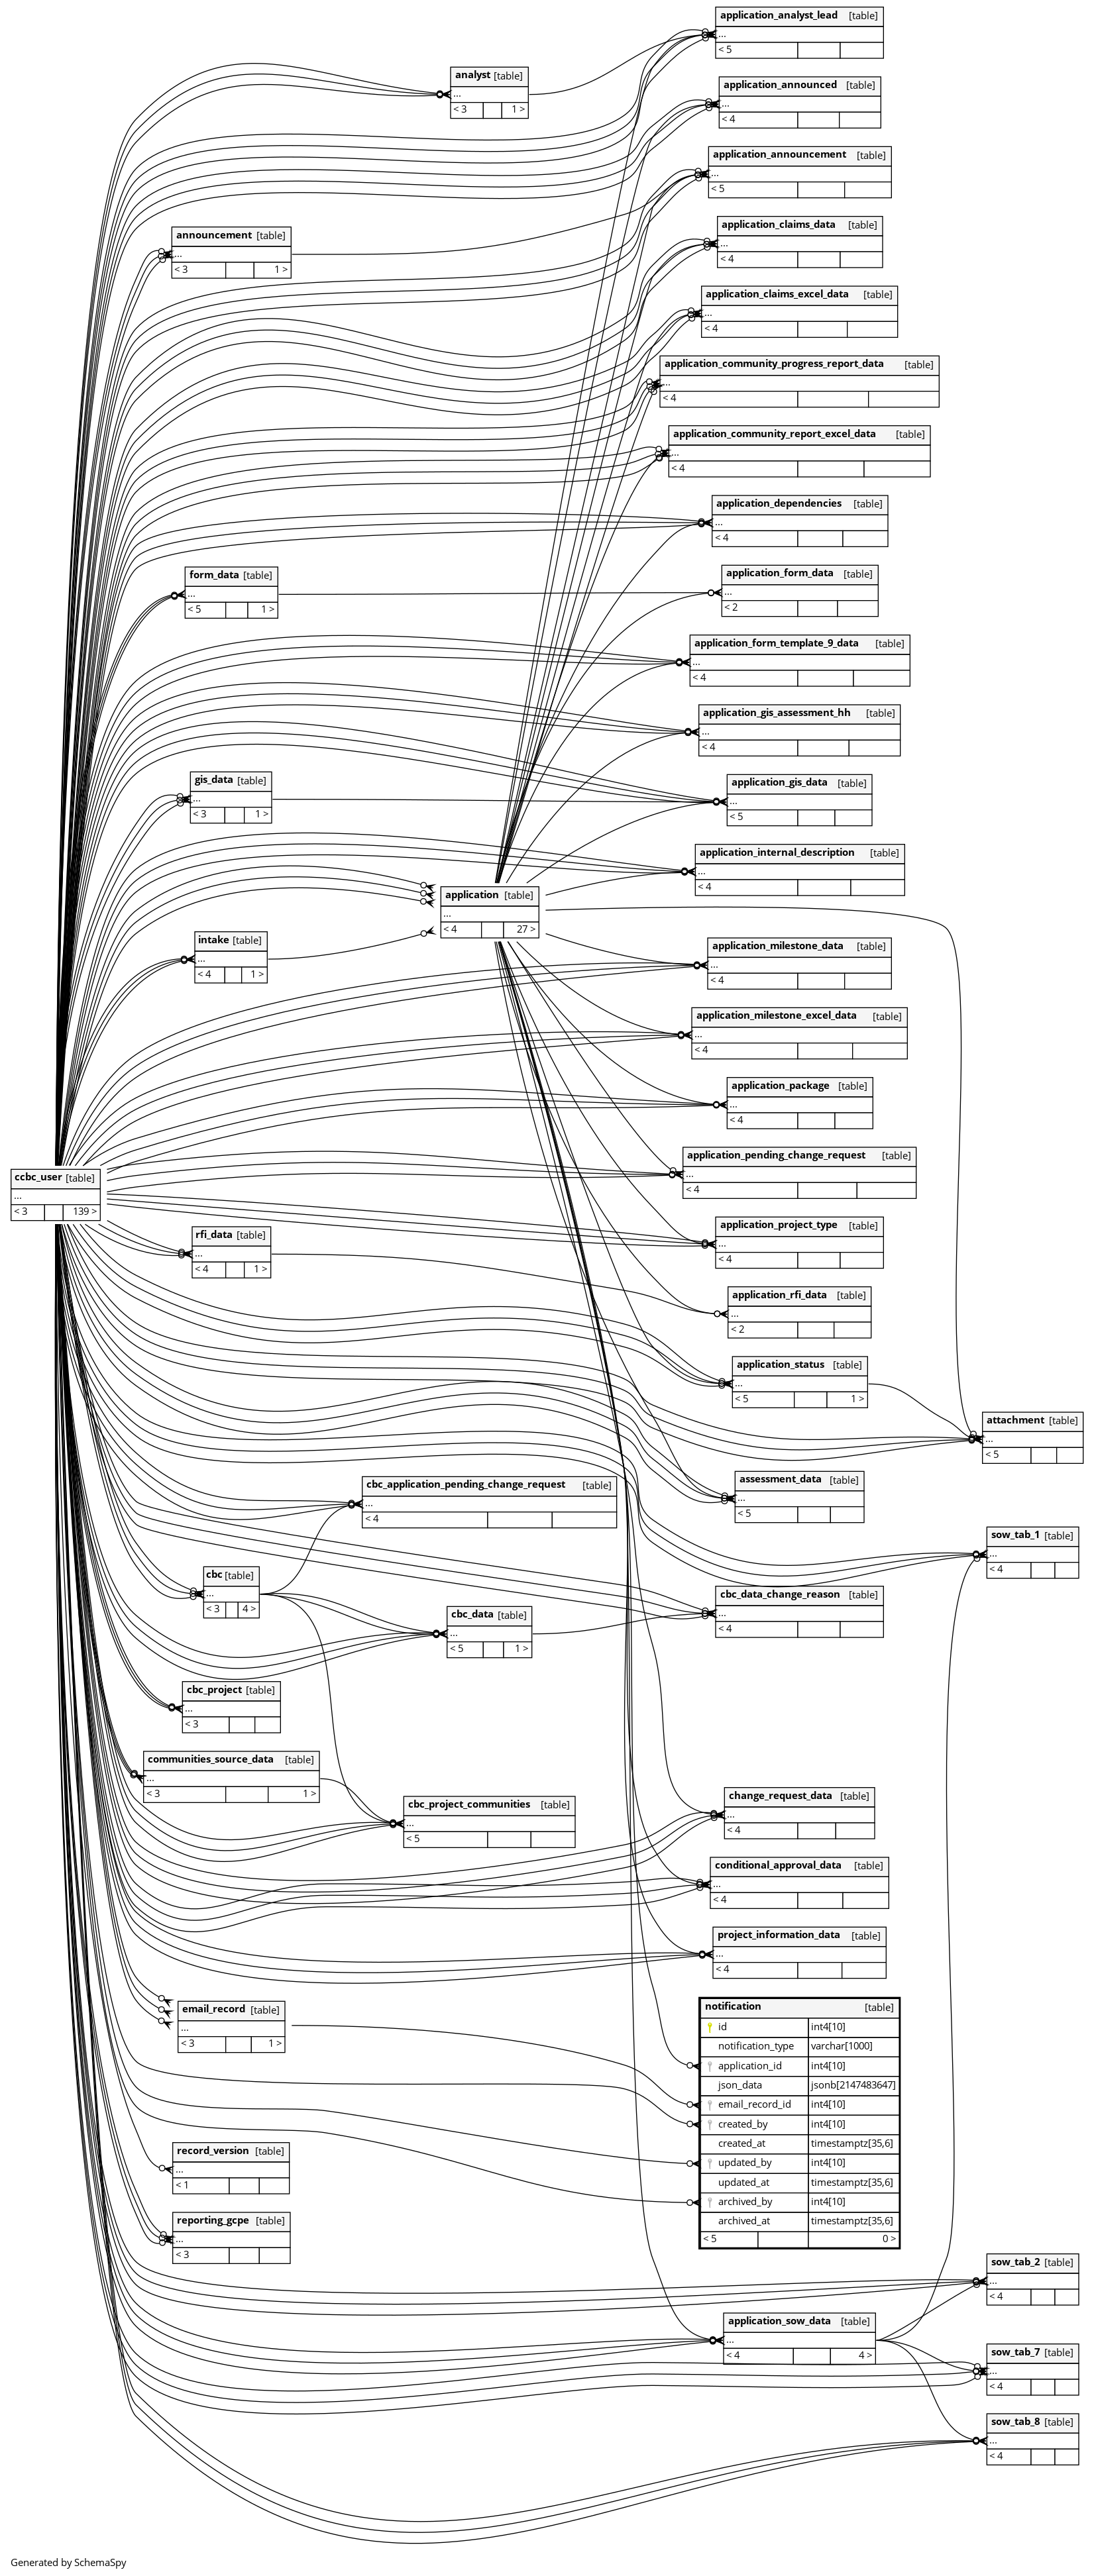 application_analyst_lead [table]
...
< 5
analyst [table]
...
< 3 1 >
application_announced [table]
...
< 4
application_announcement [table]
...
< 5
announcement [table]
...
< 3 1 >
application_claims_data [table]
...
< 4
application_claims_excel_data [table]
...
< 4
application_community_progress_report_data [table]
...
< 4
application_community_report_excel_data [table]
...
< 4
application_dependencies [table]
...
< 4
form_data [table]
...
< 5 1 >
application_form_data [table]
...
< 2
application_form_template_9_data [table]
...
< 4
application_gis_assessment_hh [table]
...
< 4
gis_data [table]
...
< 3 1 >
application_gis_data [table]
...
< 5
application_internal_description [table]
...
< 4
application [table]
...
< 4 27 >
intake [table]
...
< 4 1 >
application_milestone_data [table]
...
< 4
application_milestone_excel_data [table]
...
< 4
application_package [table]
...
< 4
application_pending_change_request [table]
...
< 4
ccbc_user [table]
...
< 3 139 >
application_project_type [table]
...
< 4
rfi_data [table]
...
< 4 1 >
application_rfi_data [table]
...
< 2
application_status [table]
...
< 5 1 >
attachment [table]
...
< 5
assessment_data [table]
...
< 5
cbc_application_pending_change_request [table]
...
< 4
sow_tab_1 [table]
...
< 4
cbc [table]
...
< 3 4 >
cbc_data_change_reason [table]
...
< 4
cbc_data [table]
...
< 5 1 >
cbc_project [table]
...
< 3
communities_source_data [table]
...
< 3 1 >
cbc_project_communities [table]
...
< 5
change_request_data [table]
...
< 4
conditional_approval_data [table]
...
< 4
project_information_data [table]
...
< 4
email_record [table]
...
< 3 1 >
notification [table]
id int4[10]
notification_type varchar[1000]
application_id int4[10]
json_data jsonb[2147483647]
email_record_id int4[10]
created_by int4[10]
created_at timestamptz[35,6]
updated_by int4[10]
updated_at timestamptz[35,6]
archived_by int4[10]
archived_at timestamptz[35,6]
< 5 0 >
record_version [table]
...
< 1
reporting_gcpe [table]
...
< 3
sow_tab_2 [table]
...
< 4
application_sow_data [table]
...
< 4 4 >
sow_tab_7 [table]
...
< 4
sow_tab_8 [table]
...
< 4
Generated by SchemaSpy